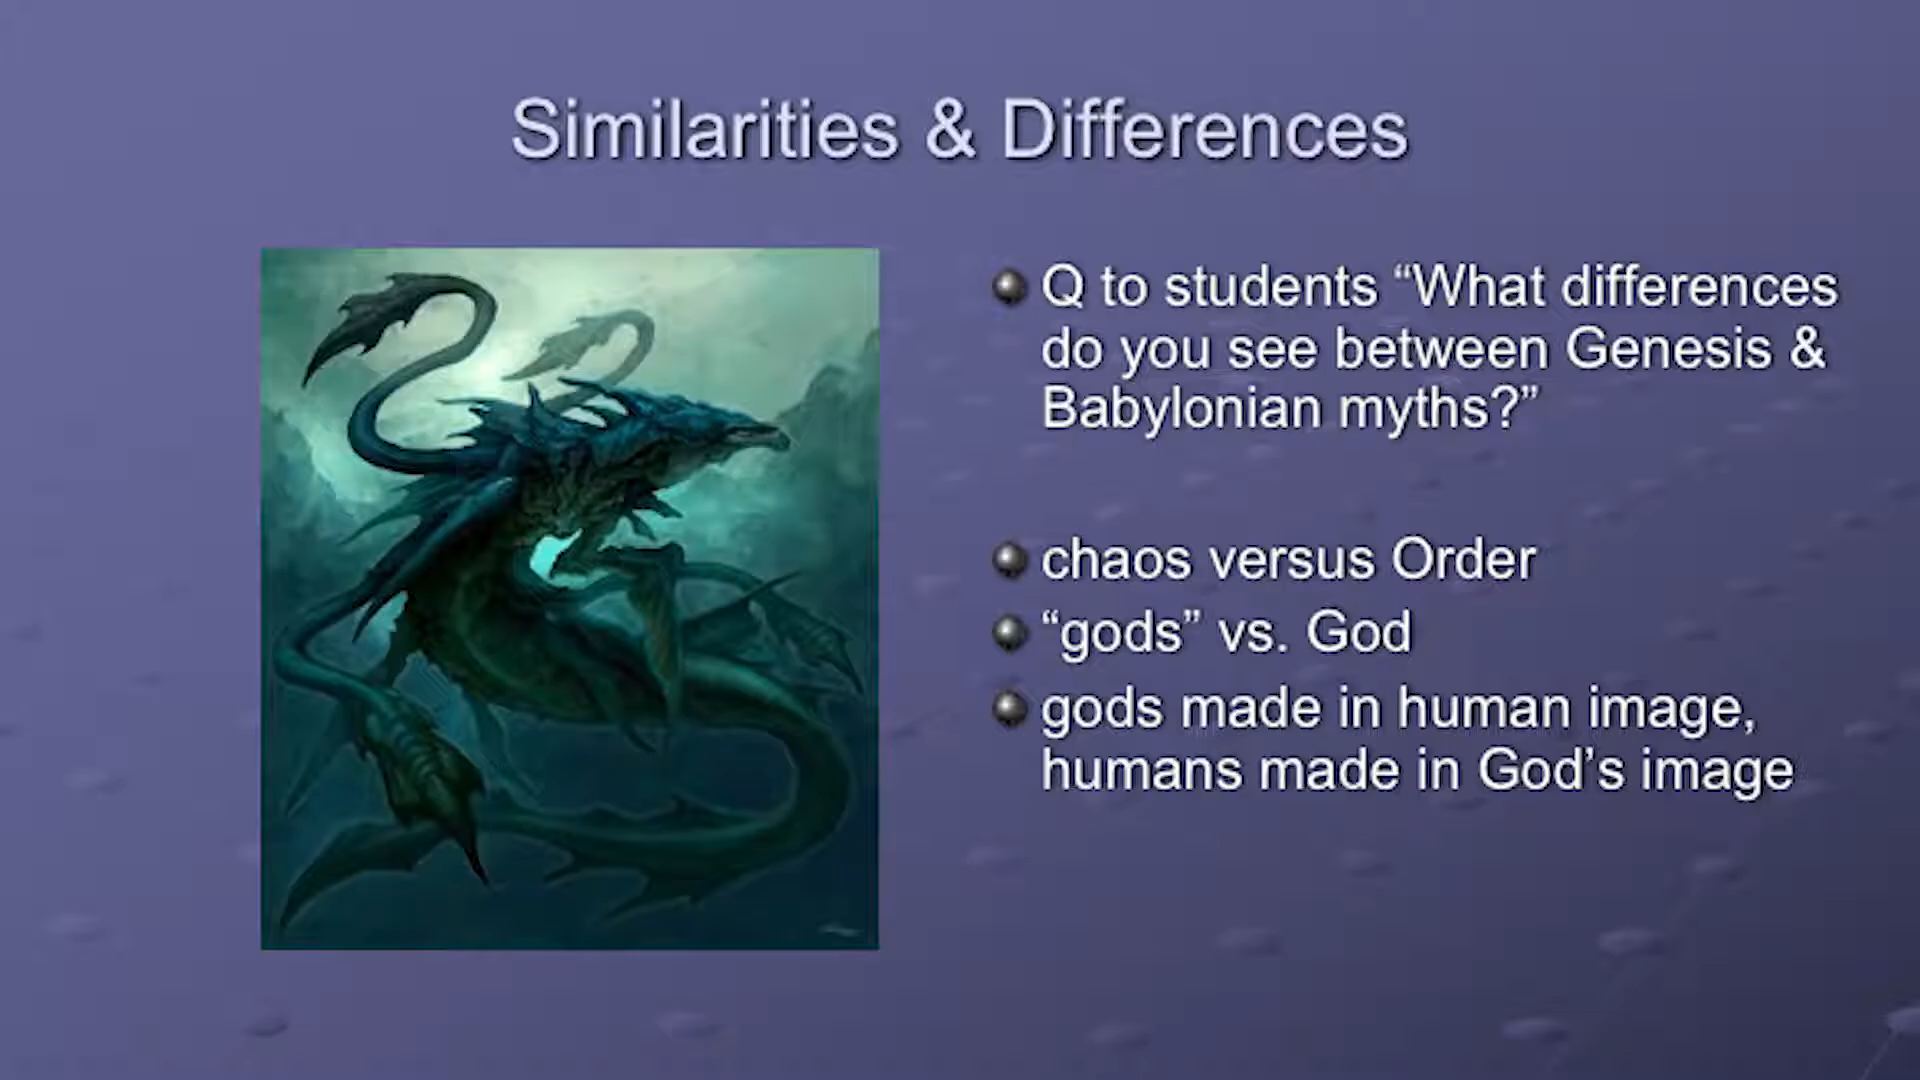 Similarities & Differences
Q to students “What differences
do you see between Genesis &
Babylonian myths?”
chaos versus Order
“gods” vs. God
gods made in human image,
humans made in God’s image